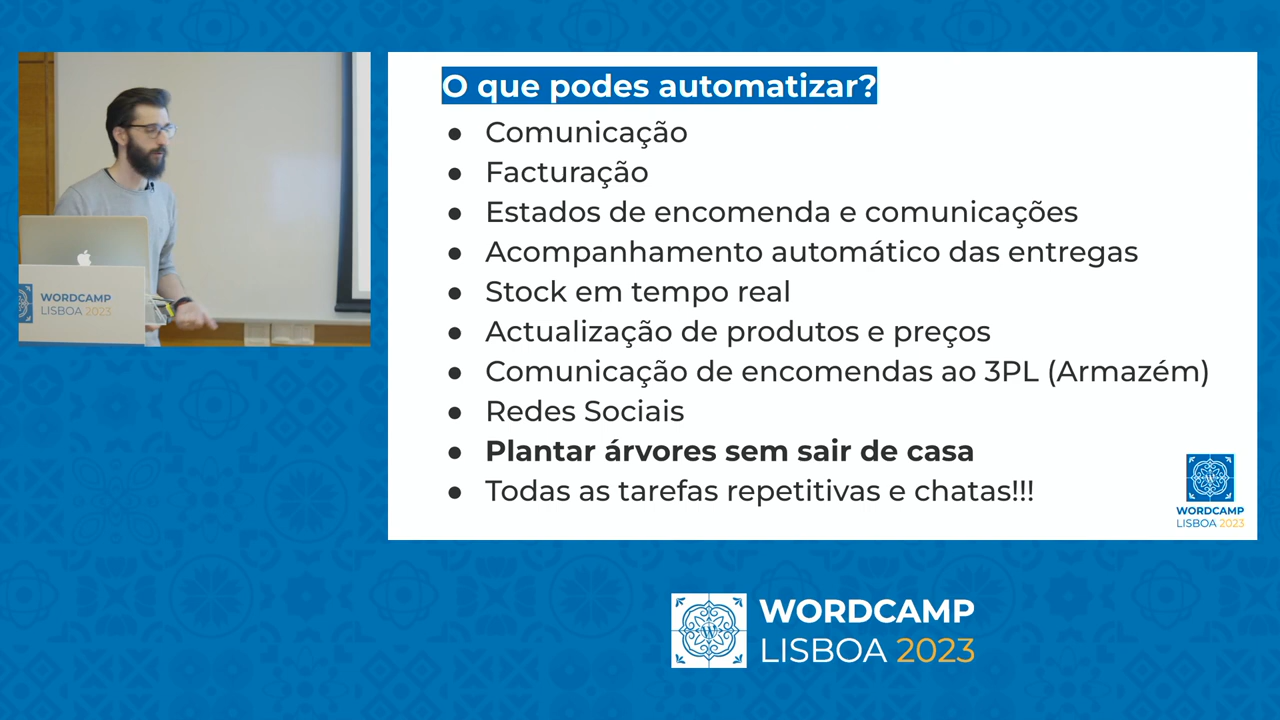 O que podes automatizar?
● Comunicação
● Facturação
● Estados de encomenda e comunicações
● Acompanhamento automático das entregas
● Stock em tempo real
● Actualização de produtos e preços
● Comunicação de encomendas ao 3PL (Armazém)
● Redes Sociais
● Plantar árvores sem sair de casa
● Todas as tarefas repetitivas e chatas!!!
WORDCAMP
LISBOA 2023
WORDCAMP
LISBOA 2023
WORDCAMP
LISBOA 2023